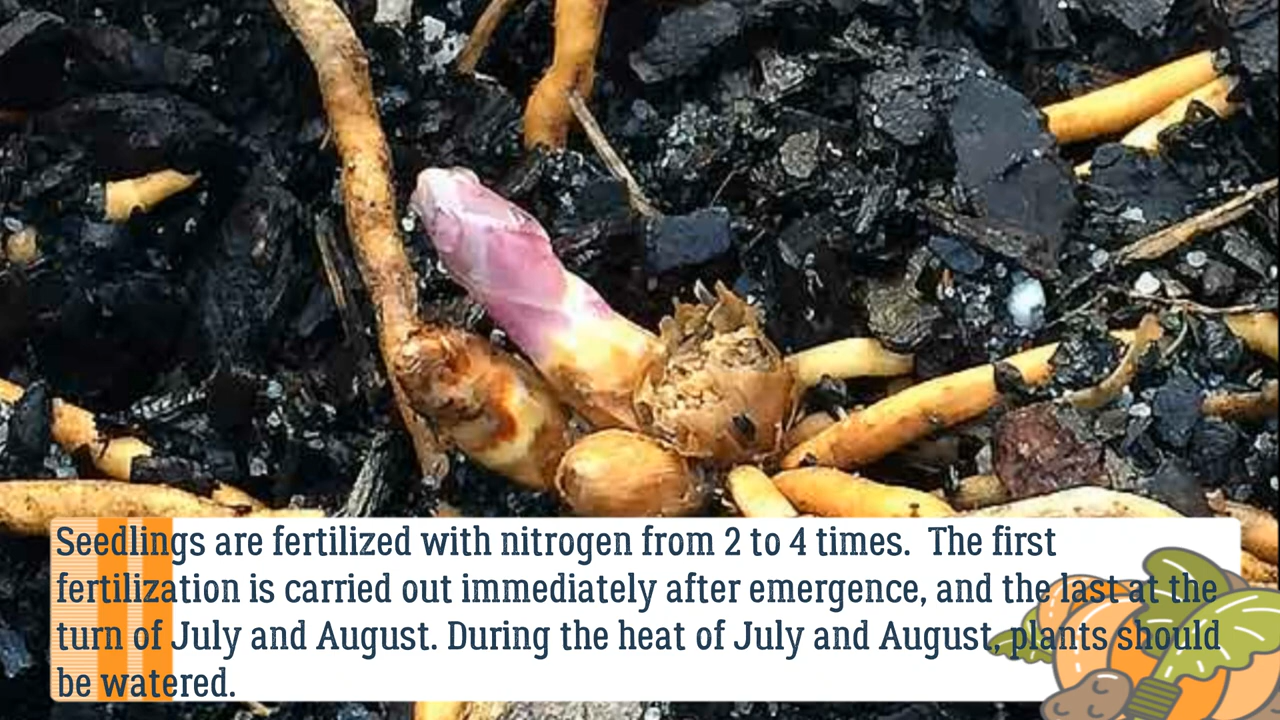 Seedlings are fertilized with nitrogen from 2 to 4 times.  The first
fertilization is carried out immediately after emergence, and the last at the
turn of July and August. During the heat of July and August, plants should
be watered.